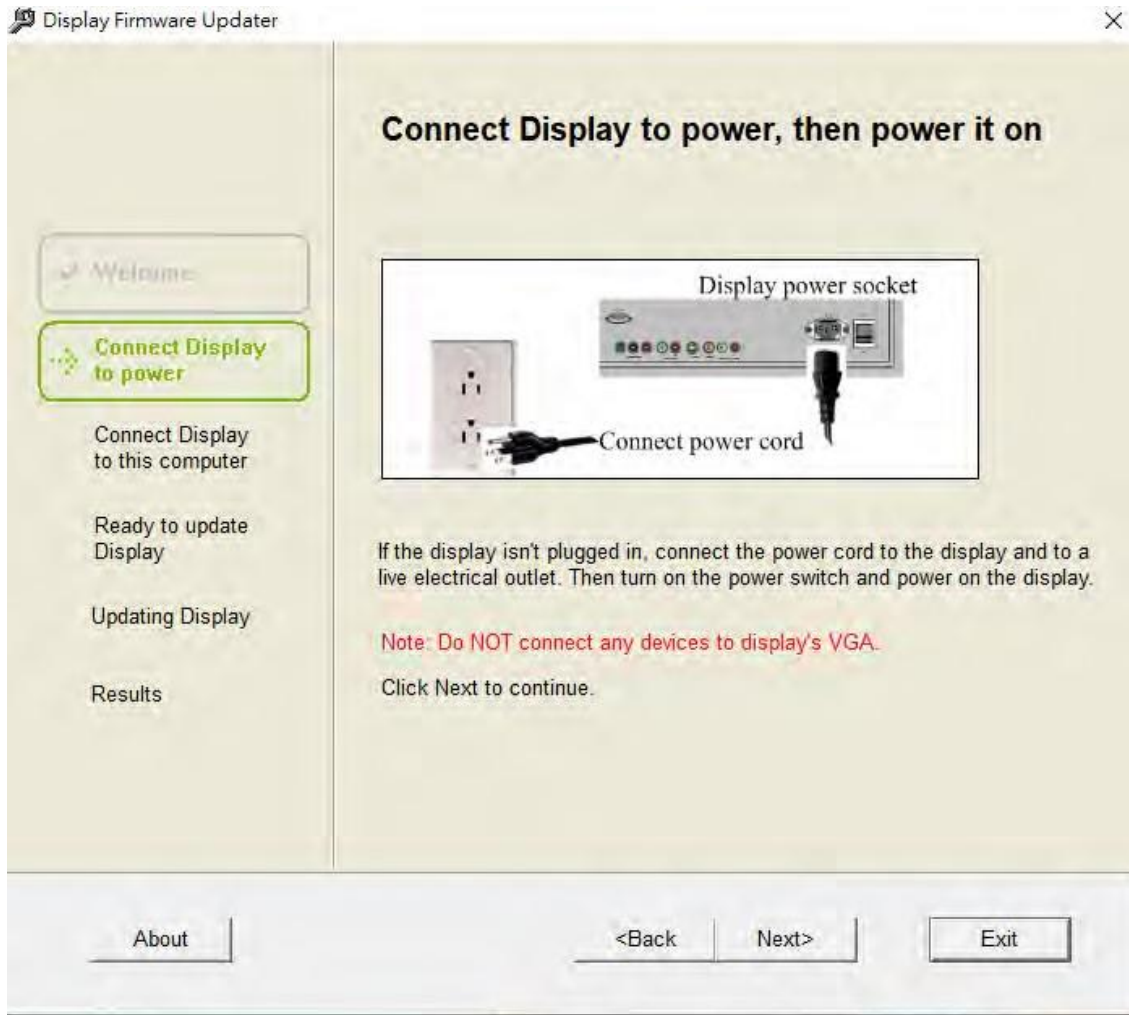 Display Firmware Updater
Connect Display to power, then power it on
Welcome
Connect Display
to power
Connect Display
to this computer
Ready to update
Display
Updating Display
Results
Display power socket
Connect power cord
If the display isn't plugged in, connect the power cord to the display and to a
live electrical outlet. Then turn on the power switch and power on the display.
Note: Do NOT connect any devices to display's VGA.
Click Next to continue.
About
<Back
Next>
Exit